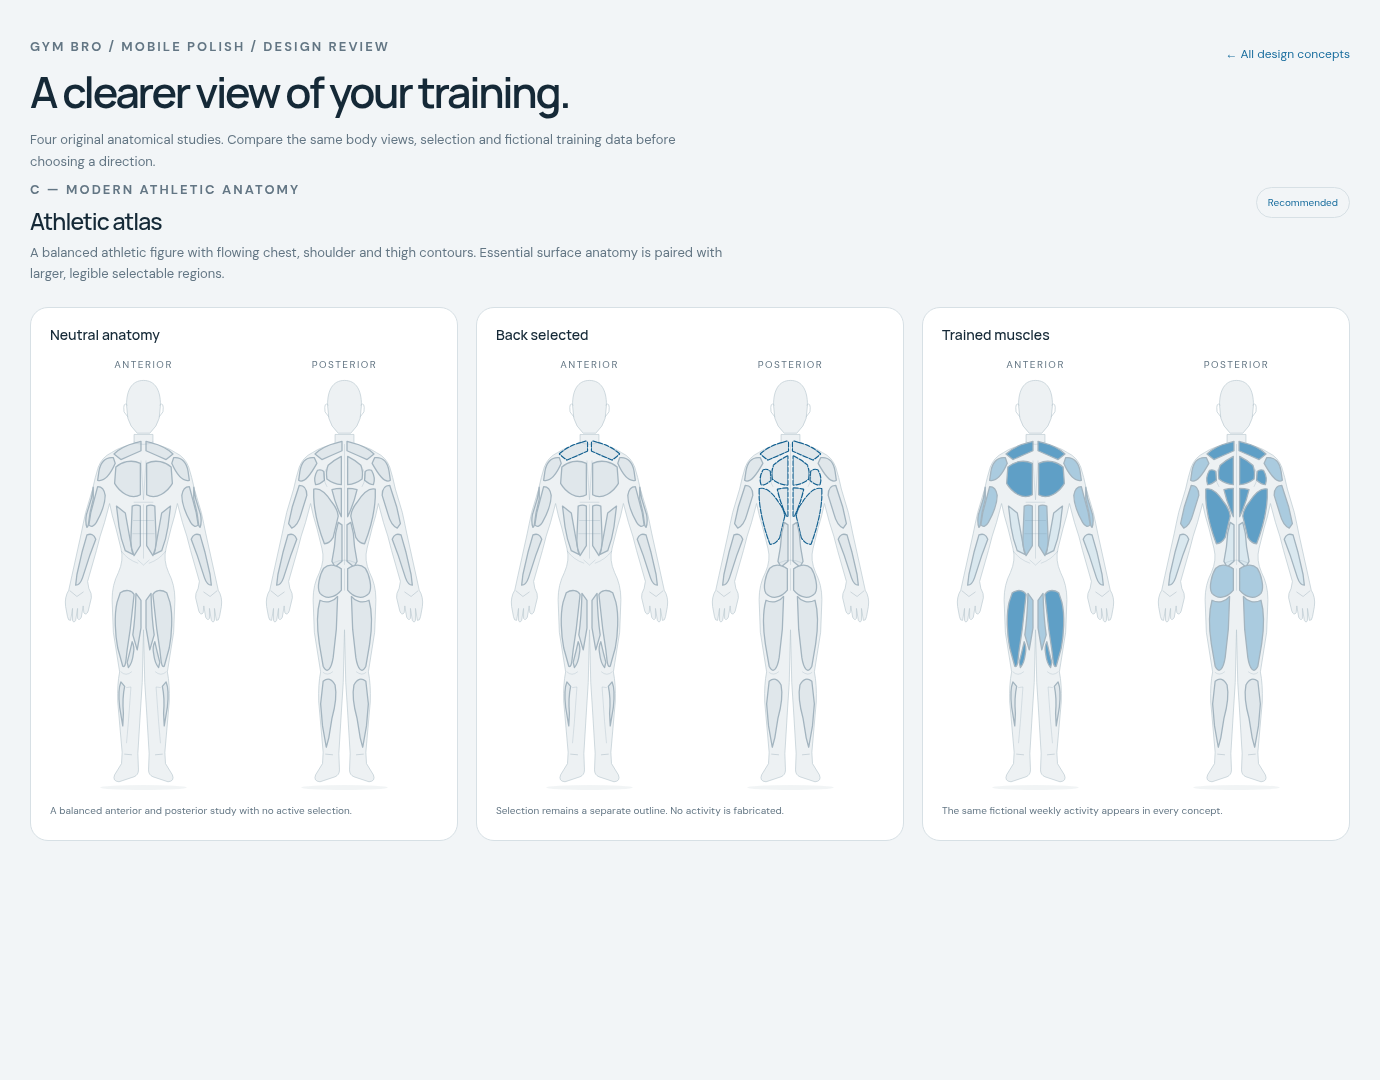 GYM BRO / MOBILE POLISH / DESIGN REVIEW
← All design concepts
A clearer view of your training.
Four original anatomical studies. Compare the same body views, selection and fictional training data before
choosing a direction.
C — MODERN ATHLETIC ANATOMY
Recommended
Athletic atlas
A balanced athletic figure with flowing chest, shoulder and thigh contours. Essential surface anatomy is paired with
larger, legible selectable regions.
Neutral anatomy
ANTERIOR
POSTERIOR
A balanced anterior and posterior study with no active selection.
Back selected
ANTERIOR
POSTERIOR
Selection remains a separate outline. No activity is fabricated.
Trained muscles
ANTERIOR
POSTERIOR
The same fictional weekly activity appears in every concept.